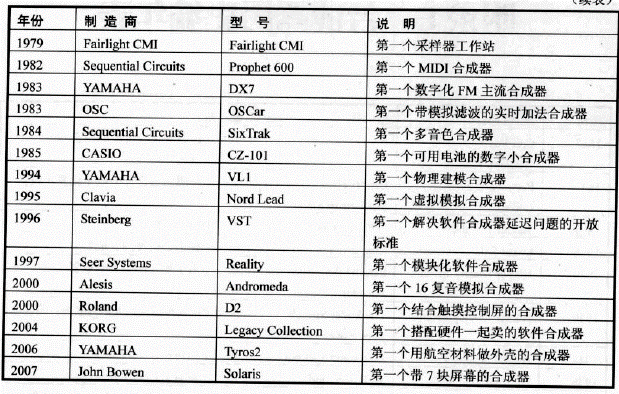 （续表）
年份 制造商 型号 说明
1979 Fairlight CMI Fairlight CMI 第一个采样器工作站
1982 Sequential Circuits Prophet 600 第一个 MIDI 合成器
1983 YAMAHA DX7 第一个数字化 FM 主流合成器
1983 OSC OSCar 第一个带模拟滤波的实时加法合成器
1984 Sequential Circuits SixTrak 第一个多音色合成器
1985 CASIO CZ-101 第一个可用电池的数字小合成器
1994 YAMAHA VL1 第一个物理建模合成器
1995 Clavia Nord Lead 第一个虚拟模拟合成器
1996 Steinberg VST 第一个解决软件合成器延迟问题的开放
标准
1997 Seer Systems Reality 第一个模块化软件合成器
2000 Alesis Andromeda 第一个 16 复音模拟合成器
2000 Roland D2 第一个结合触摸控制屏的合成器
2004 KORG Legacy Collection 第一个搭配硬件一起卖的软件合成器
2006 YAMAHA Tyros2 第一个用航空材料做外壳的合成器
2007 John Bowen Solaris 第一个带 7 块屏幕的合成器